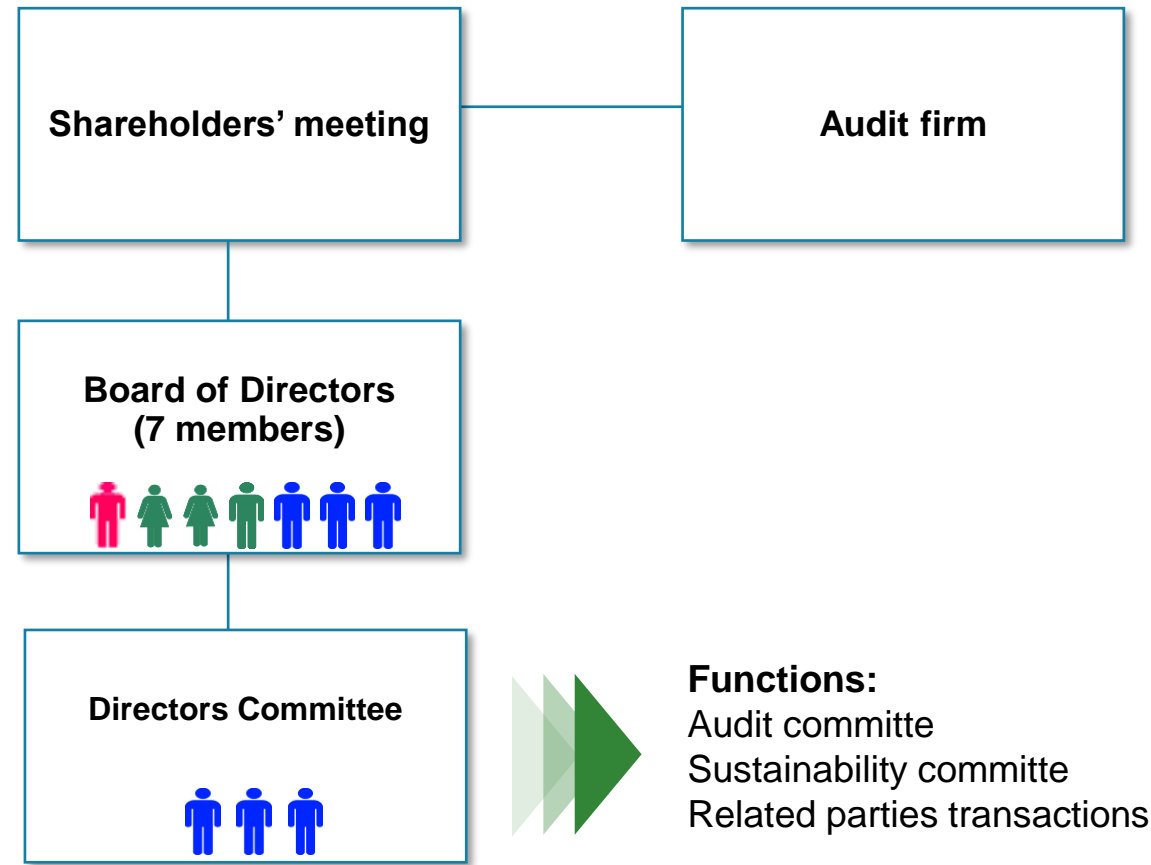 Shareholders’ meeting
Audit firm
Board of Directors
(7 members)
Directors Committee
Functions:
Audit committe
Sustainability committe
Related parties transactions